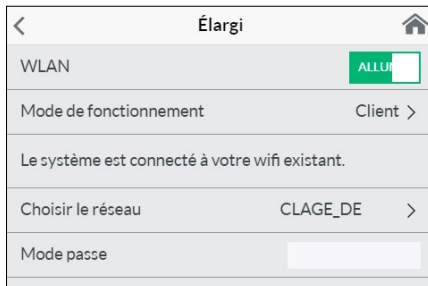 Élargi
WLAN
Mode de fonctionnement Client
Le système est connecté à votre wifi existant.
Choisir le réseau CLAGE_DE
Mode passe